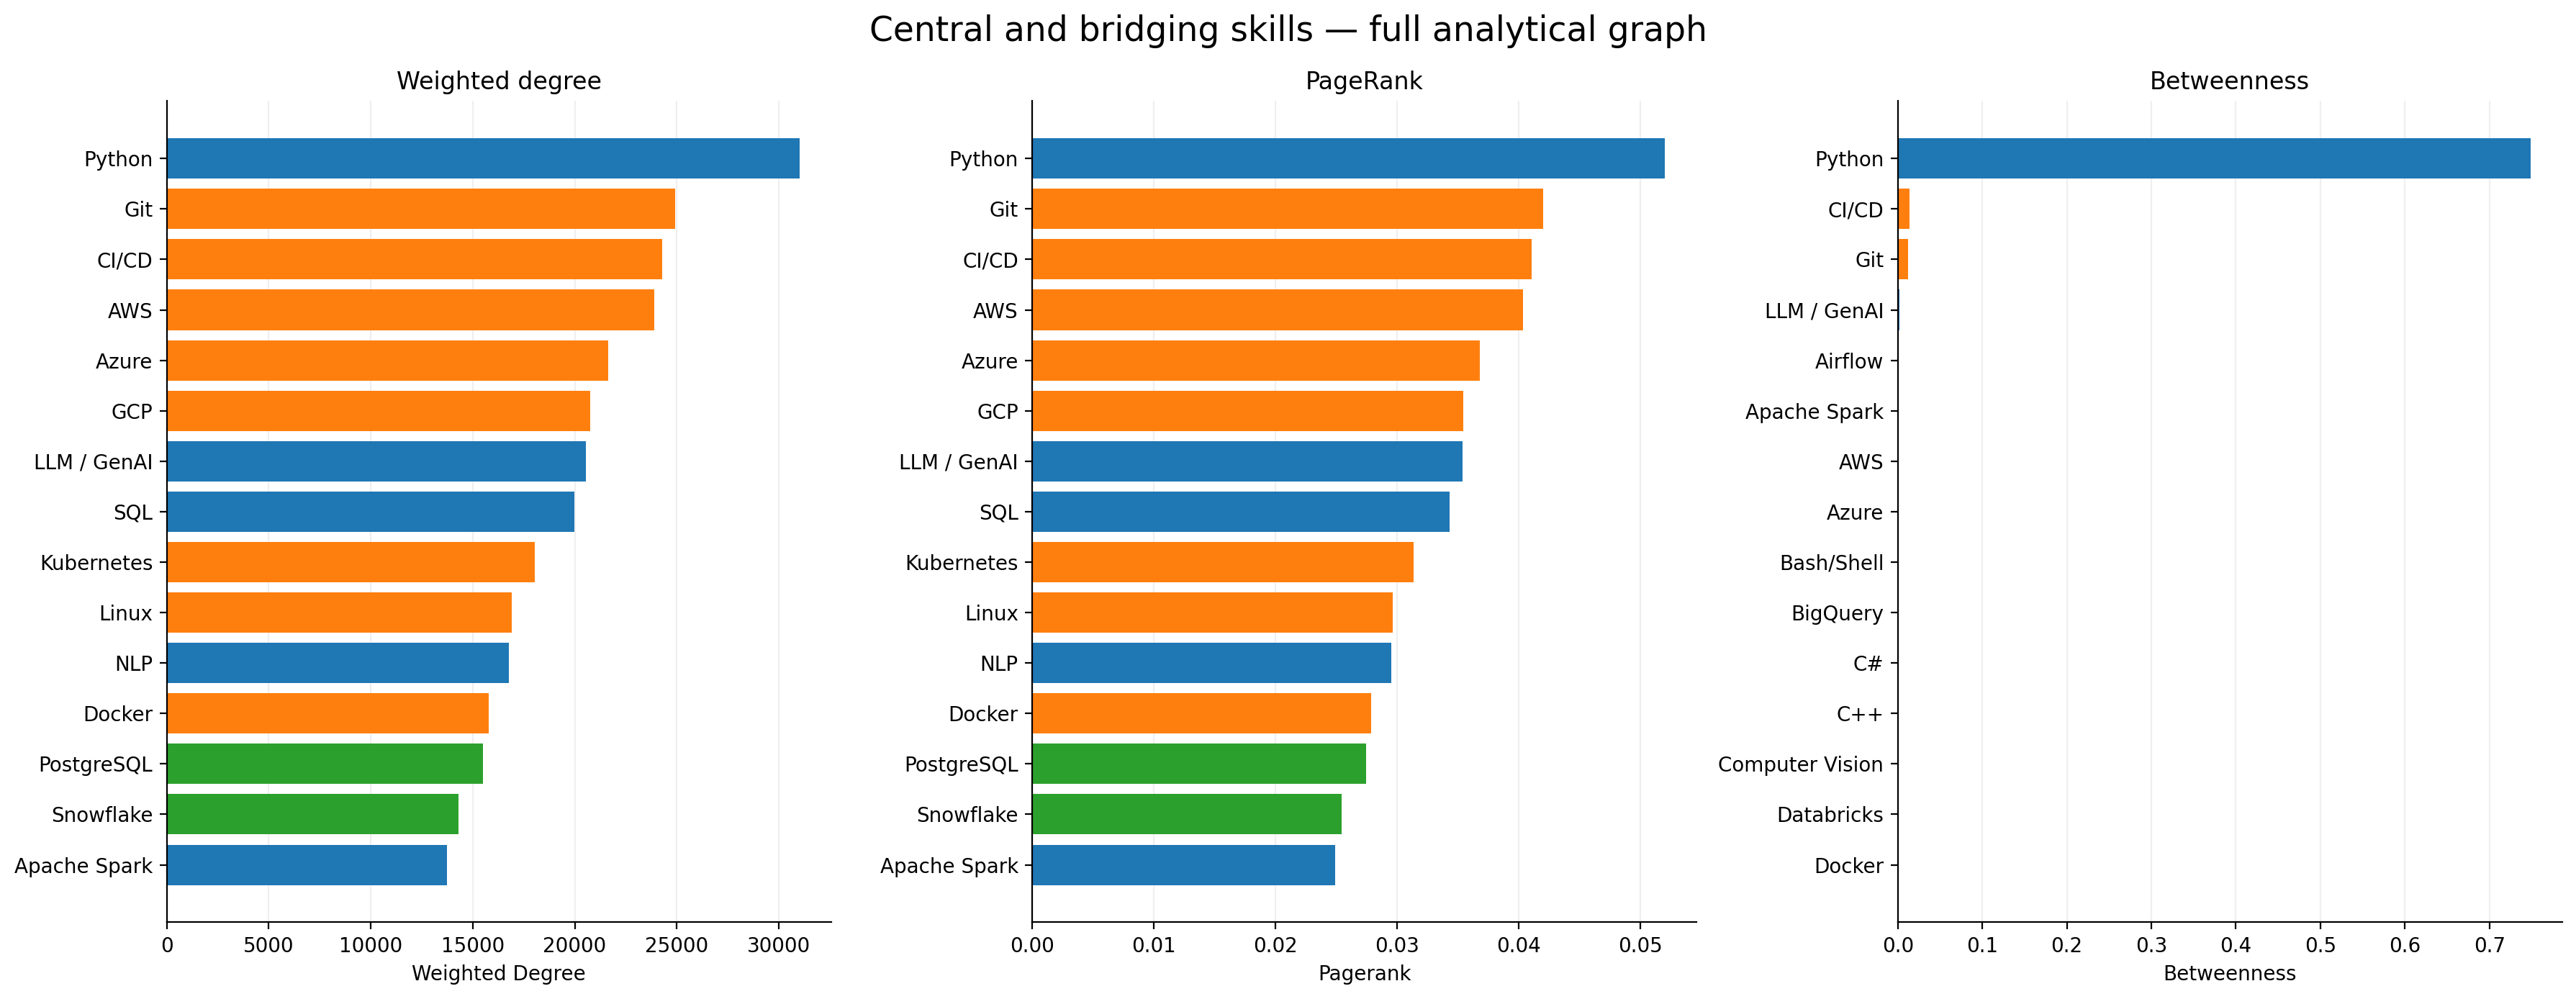 Central and bridging skills — full analytical graph
Weighted degree
Python
Git
CI/CD
AWS
Azure
GCP
LLM / GenAI
SQL
Kubernetes
Linux
NLP
Docker
PostgreSQL
Snowflake
Apache Spark
0 5000 10000 15000 20000 25000 30000
Weighted Degree
PageRank
Python
Git
CI/CD
AWS
Azure
GCP
LLM / GenAI
SQL
Kubernetes
Linux
NLP
Docker
PostgreSQL
Snowflake
Apache Spark
0.00 0.01 0.02 0.03 0.04 0.05
Pagerank
Betweenness
Python
CI/CD
Git
LLM / GenAI
Airflow
Apache Spark
AWS
Azure
Bash/Shell
BigQuery
C#
C++
Computer Vision
Databricks
Docker
0.0 0.1 0.2 0.3 0.4 0.5 0.6 0.7
Betweenness